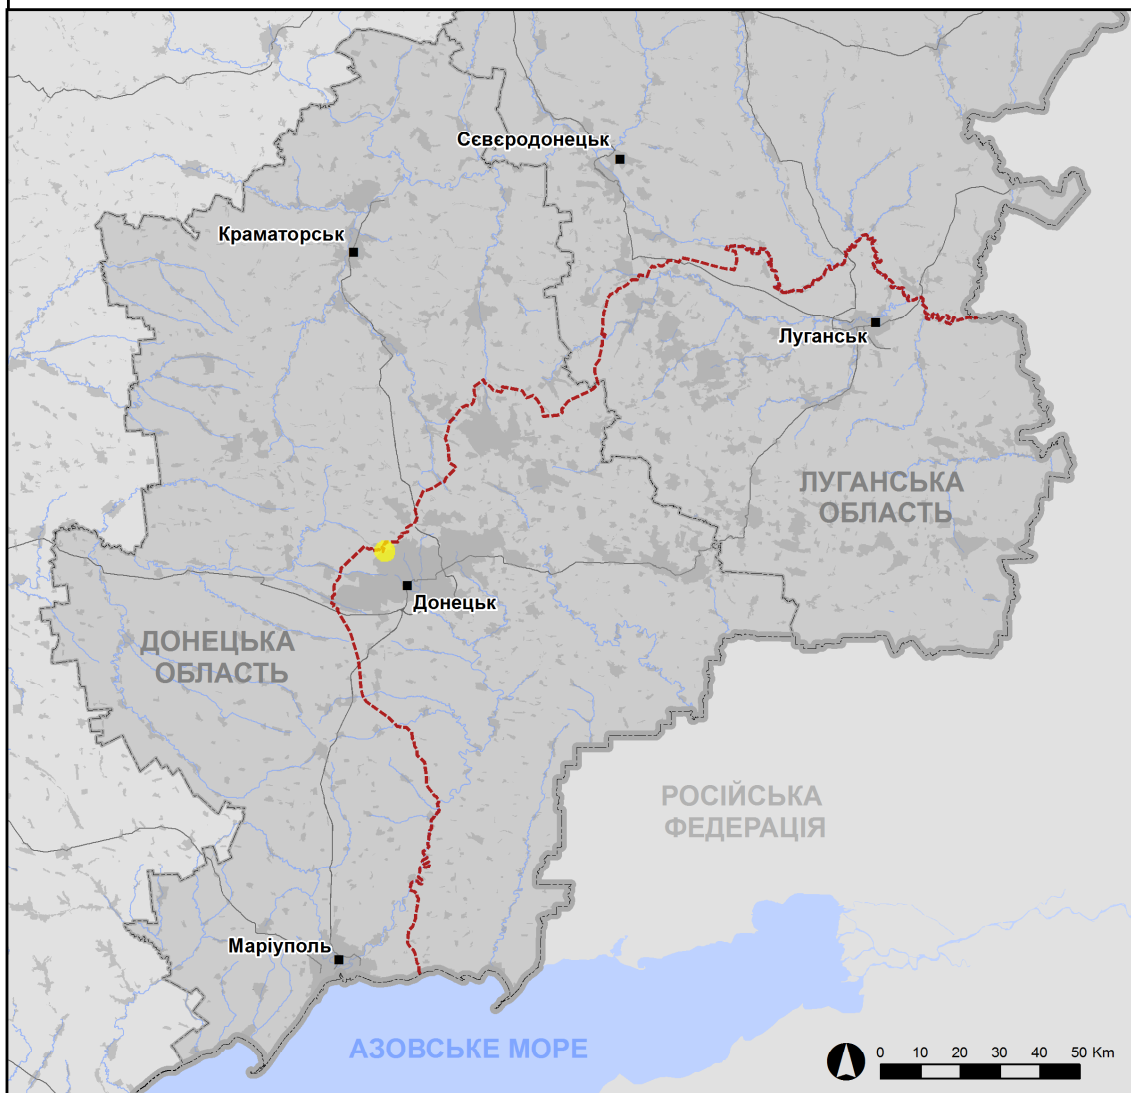 Сєвєродонецьк
Краматорськ
Луганськ
ЛУГАНСЬКА
ОБЛАСТЬ
Донецьк
ДОНЕЦЬКА
ОБЛАСТЬ
РОСІЙСЬКА
ФЕДЕРАЦІЯ
Маріуполь
АЗОВСЬКЕ МОРЕ
0 10 20 30 40 50 Km